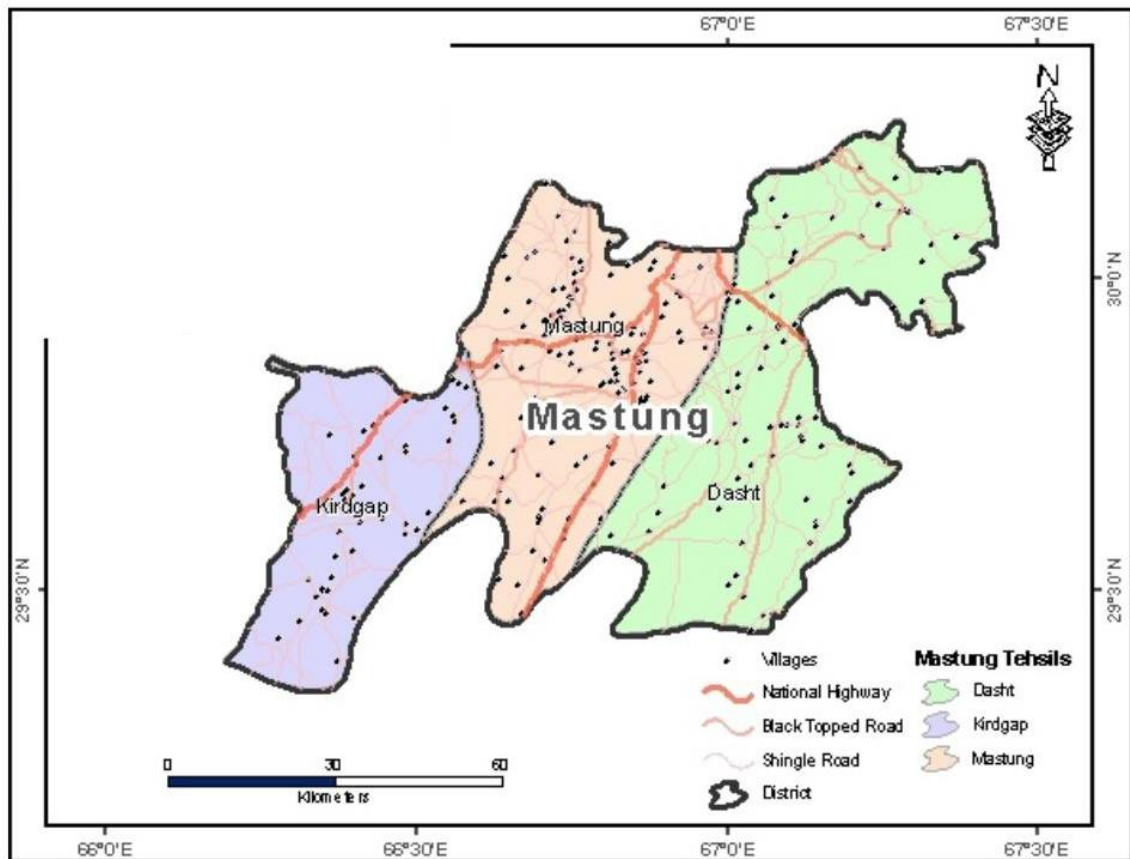 67°0'E
67°30'E
N
30°0'N
30°0'N
29°30'N
29°30'N
Mastung
Mastung
Kirdgap
Dasht
Villages
National Highway
Black Topped Road
Shingle Road
District
Mastung Tehsils
Dasht
Kirdgap
Mastung
0
30
60
Kilometers
66°0'E
66°30'E
67°0'E
67°30'E